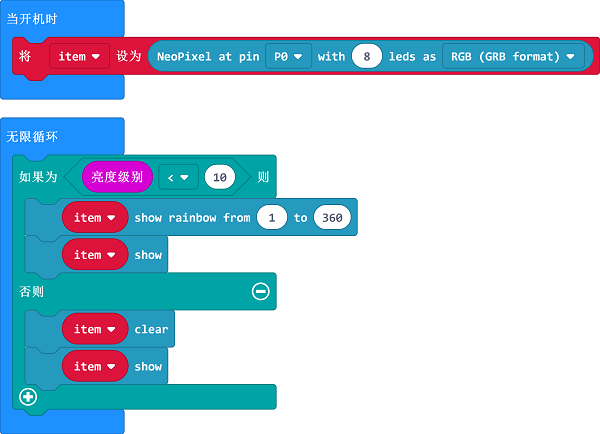 当开机时
将 item 设为 NeoPixel at pin P0 with 8 leds as RGB (GRB format)
无限循环
如果为 亮度级别 < 10 则
item show rainbow from 1 to 360
item show
否则
item clear
item show